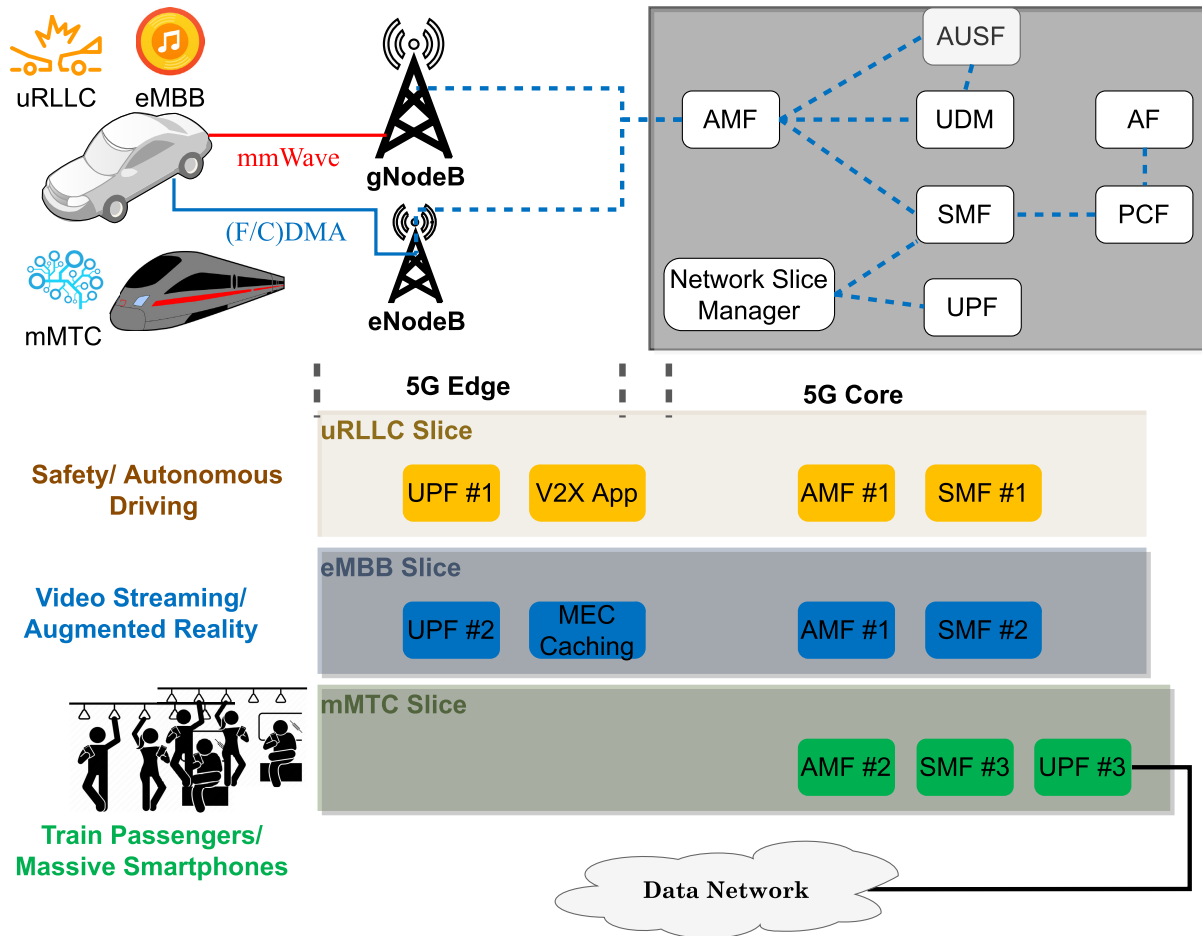 uRLLC
eMBB
mmWave
gNodeB
(F/C)DMA
eNodeB
mMTC
AUSF
AMF
UDM
AF
SMF
PCF
Network Slice
Manager
UPF
5G Edge
5G Core
uRLLC Slice
Safety/ Autonomous
Driving
UPF #1
V2X App
AMF #1
SMF #1
eMBB Slice
Video Streaming/
Augmented Reality
UPF #2
MEC
Caching
AMF #1
SMF #2
mMTC Slice
AMF #2
SMF #3
UPF #3
Train Passengers/
Massive Smartphones
Data Network